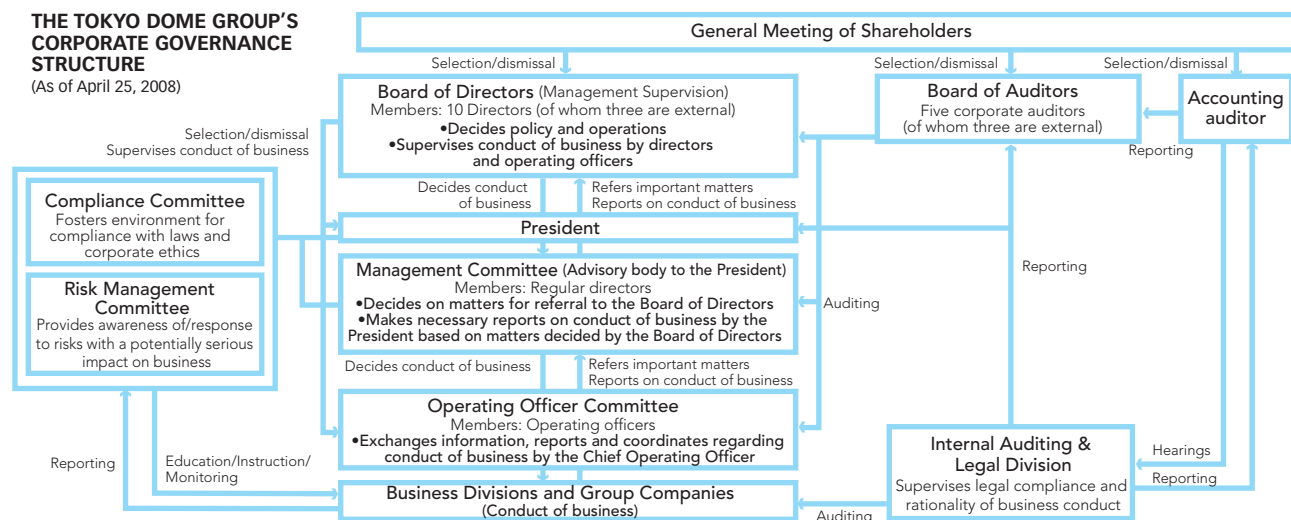 THE TOKYO DOME GROUP'S
CORPORATE GOVERNANCE
STRUCTURE
(As of April 25, 2008)
General Meeting of Shareholders
Selection/dismissal
Selection/dismissal
Selection/dismissal
Board of Directors (Management Supervision)
Members: 10 Directors (of whom three are external)
•Decides policy and operations
•Supervises conduct of business by directors
and operating officers
Board of Auditors
Five corporate auditors
(of whom three are external)
Accounting
auditor
Reporting
Selection/dismissal
Supervises conduct of business
Decides conduct
of business
Refers important matters
Reports on conduct of business
Compliance Committee
Fosters environment for
compliance with laws and
corporate ethics
Risk Management
Committee
Provides awareness of/response
to risks with a potentially serious
impact on business
President
Management Committee (Advisory body to the President)
Members: Regular directors
•Decides on matters for referral to the Board of Directors
•Makes necessary reports on conduct of business by the
President based on matters decided by the Board of Directors
Auditing
Reporting
Decides conduct of business
Refers important matters
Reports on conduct of business
Operating Officer Committee
Members: Operating officers
•Exchanges information, reports and coordinates regarding
conduct of business by the Chief Operating Officer
Internal Auditing &
Legal Division
Supervises legal compliance and
rationality of business conduct
Hearings
Reporting
Reporting
Education/Instruction/
Monitoring
Business Divisions and Group Companies
(Conduct of business)
Auditing